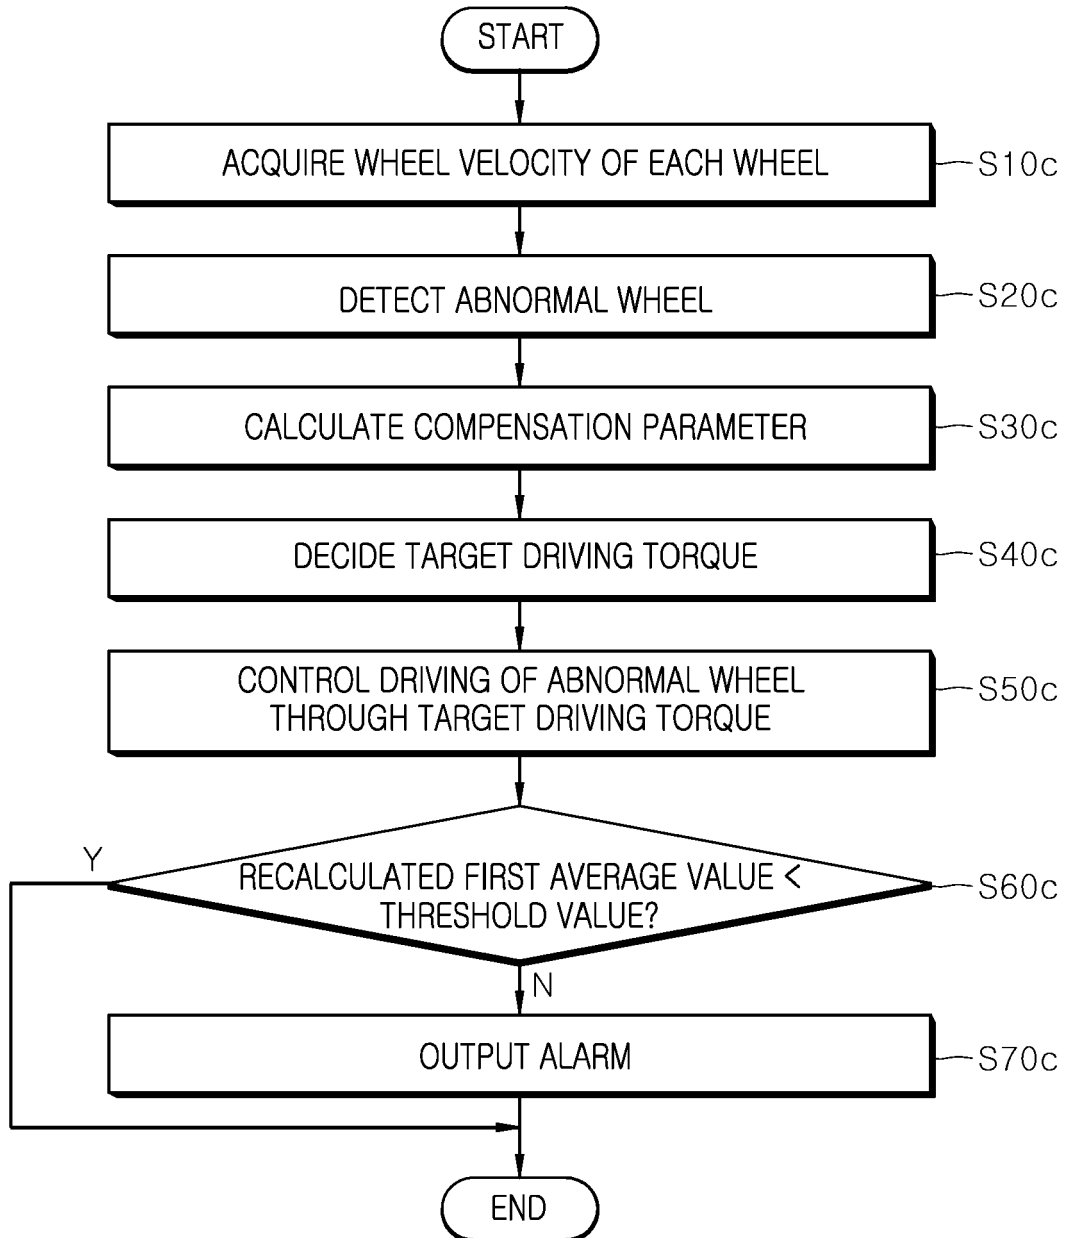 START
ACQUIRE WHEEL VELOCITY OF EACH WHEEL
S10c
DETECT ABNORMAL WHEEL
S20c
CALCULATE COMPENSATION PARAMETER
S30c
DECIDE TARGET DRIVING TORQUE
S40c
CONTROL DRIVING OF ABNORMAL WHEEL
THROUGH TARGET DRIVING TORQUE
S50c
Y
RECALCULATED FIRST AVERAGE VALUE <
THRESHOLD VALUE?
S60c
N
OUTPUT ALARM
S70c
END